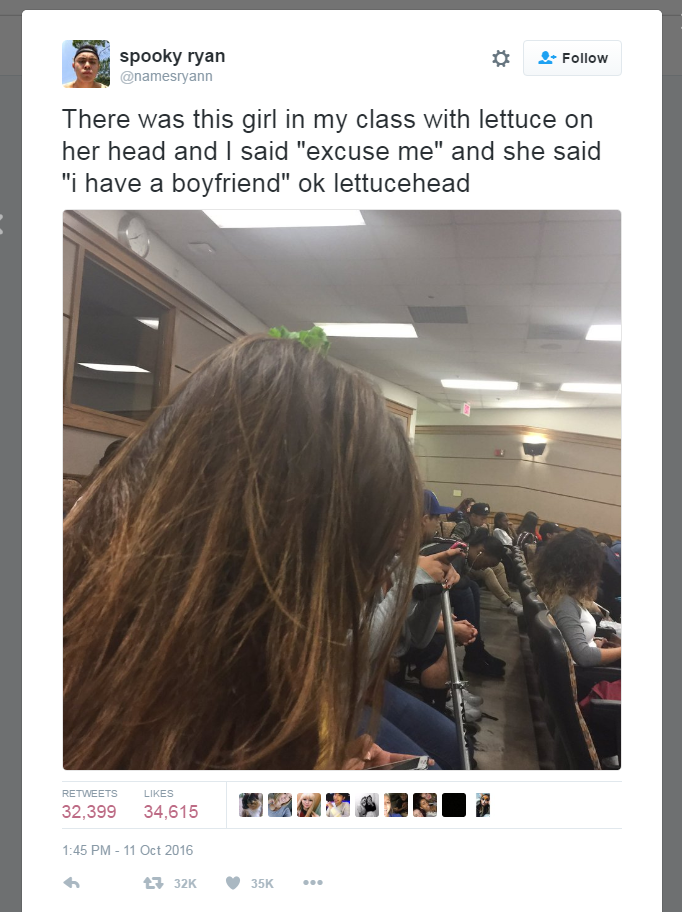 spooky ryan
@namesryann
Follow
There was this girl in my class with lettuce on
her head and I said "excuse me" and she said
"i have a boyfriend" ok lettucehead
RETWEETS
LIKES
32,399
34,615
1:45 PM - 11 Oct 2016
32K
35K